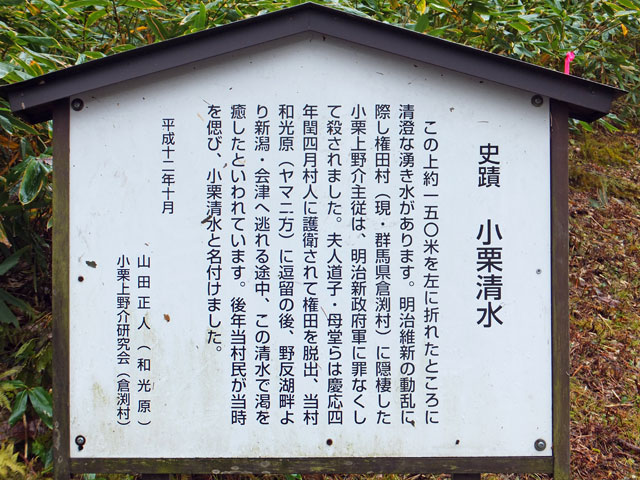 史蹟　小栗清水
この上約一五〇米を左に折れたところに
清澄な湧き水があります。明治維新の動乱に
際し権田村（現・群馬県倉渕村）に隠棲した
小栗上野介主従は、明治新政府軍に罪なくし
て殺されました。夫人道子・母堂らは慶応四
年閏四月村人に護衛されて権田を脱出、当村
和光原（ヤマニ方）に逗留の後、野反湖畔よ
り新潟・会津へ逃れる途中、この清水で渇を
癒したといわれています。後年当村民が当時
を偲び、小栗清水と名付けました。
平成十二年十月
山田正人（和光原）
小栗上野介研究会（倉渕村）